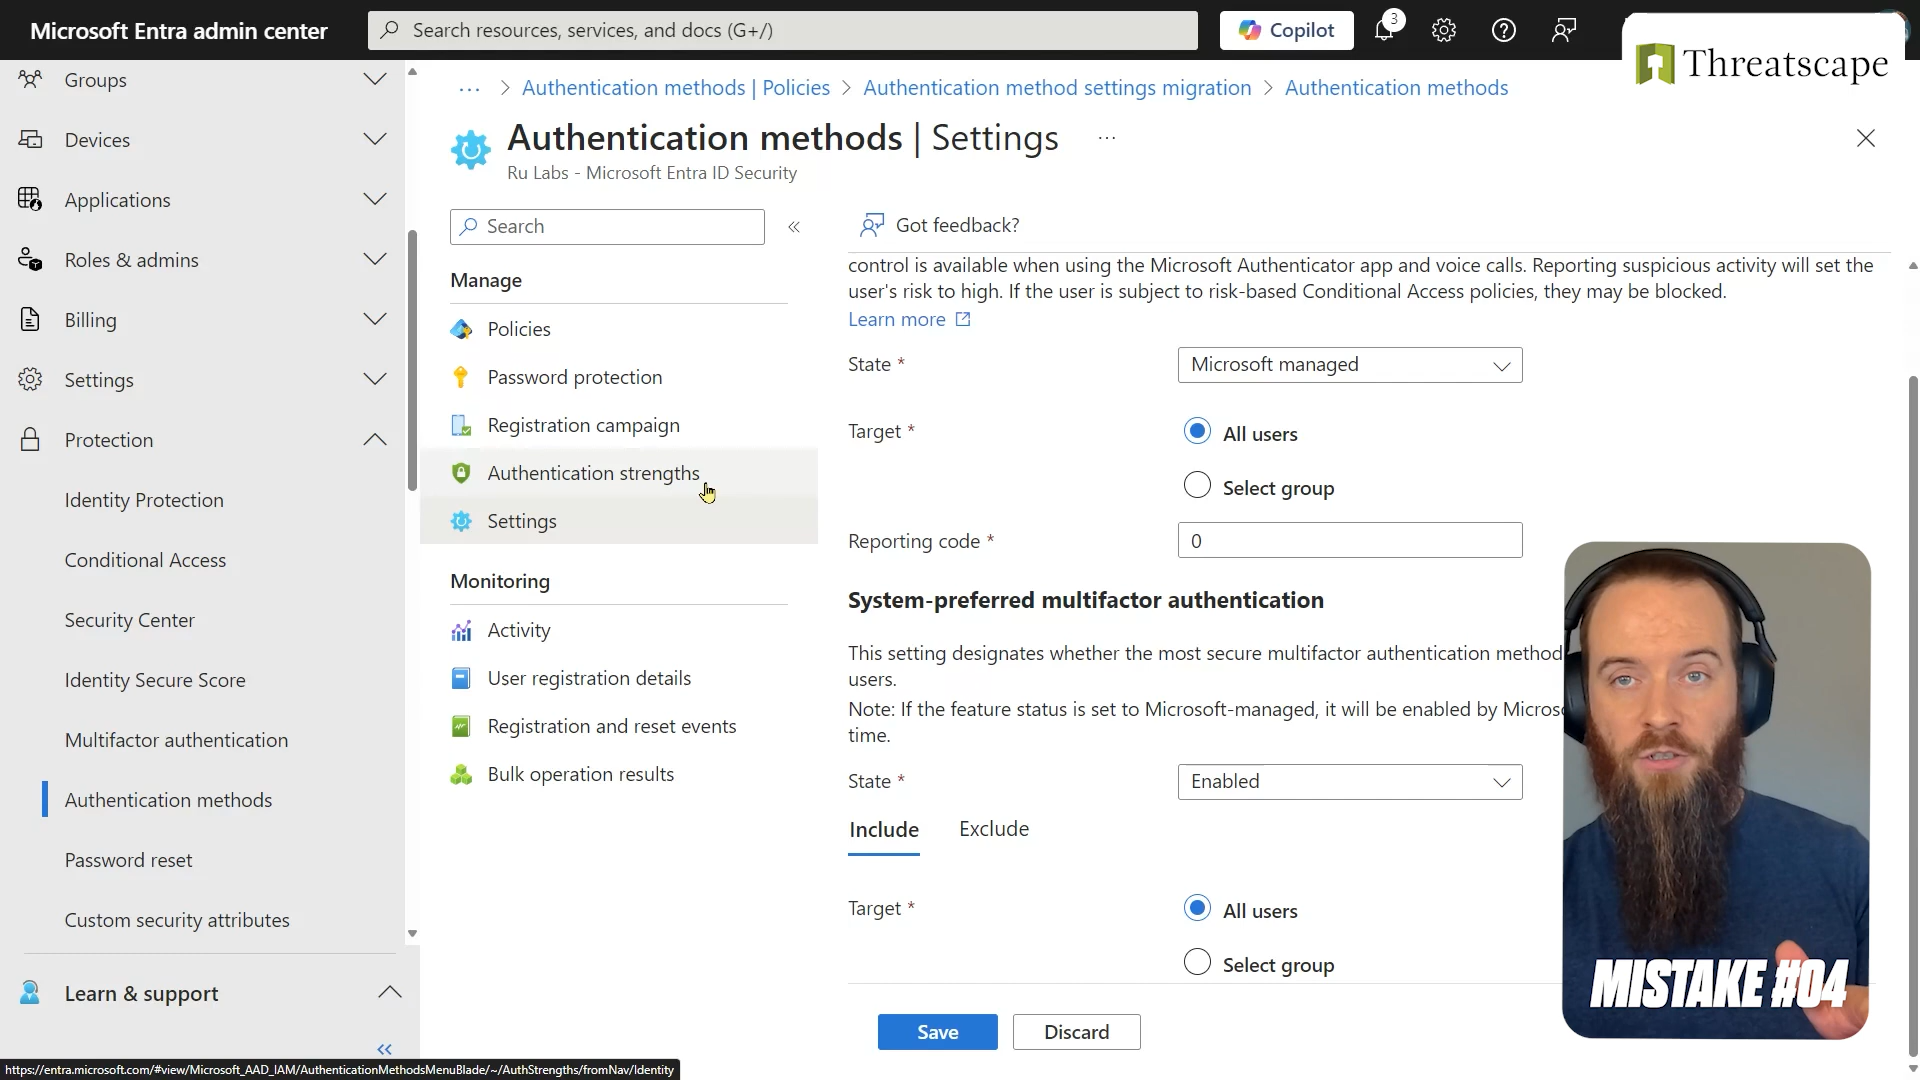 Microsoft Entra admin center
Search resources, services, and docs (G+/)
Copilot
3
Threatscape
Groups
Devices
Applications
Roles & admins
Billing
Settings
Protection
Identity Protection
Conditional Access
Security Center
Identity Secure Score
Multifactor authentication
Authentication methods
Password reset
Custom security attributes
Learn & support
... > Authentication methods | Policies > Authentication method settings migration > Authentication methods
Authentication methods | Settings ...
Ru Labs - Microsoft Entra ID Security
Search
Manage
Policies
Password protection
Registration campaign
Authentication strengths
Settings
Monitoring
Activity
User registration details
Registration and reset events
Bulk operation results
Got feedback?
control is available when using the Microsoft Authenticator app and voice calls. Reporting suspicious activity will set the
user's risk to high. If the user is subject to risk-based Conditional Access policies, they may be blocked.
Learn more
State *
Microsoft managed
Target *
All users
Select group
Reporting code *
0
System-preferred multifactor authentication
This setting designates whether the most secure multifactor authentication method
users.
Note: If the feature status is set to Microsoft-managed, it will be enabled by
time.
State *
Enabled
Include
Exclude
Target *
All users
Select group
Save
Discard
MISTAKE #04
https://entra.microsoft.com/#view/Microsoft_AAD_IAM/AuthenticationMethodsMenuBlade/~/AuthStrengths/fromNav/Identity